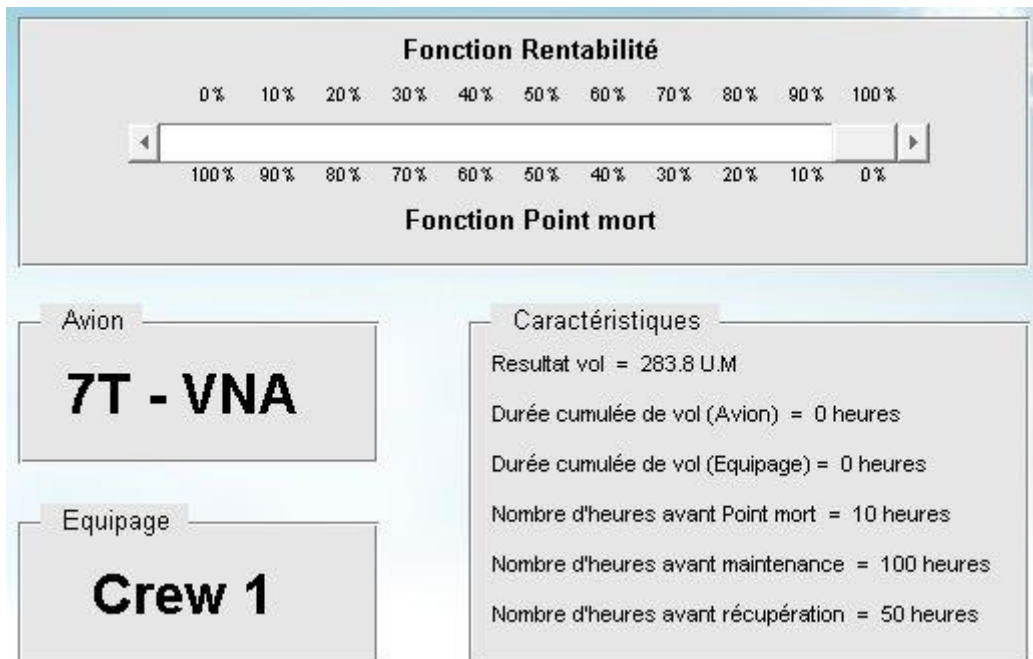 Fonction Rentabilité
0% 10% 20% 30% 40% 50% 60% 70% 80% 90% 100%
100% 90% 80% 70% 60% 50% 40% 30% 20% 10% 0%
Fonction Point mort
Avion
7T - VNA
Equipage
Crew 1
Caractéristiques
Resultat vol = 283.8 U.M
Durée cumulée de vol (Avion) = 0 heures
Durée cumulée de vol (Equipage) = 0 heures
Nombre d'heures avant Point mort = 10 heures
Nombre d'heures avant maintenance = 100 heures
Nombre d'heures avant récupération = 50 heures